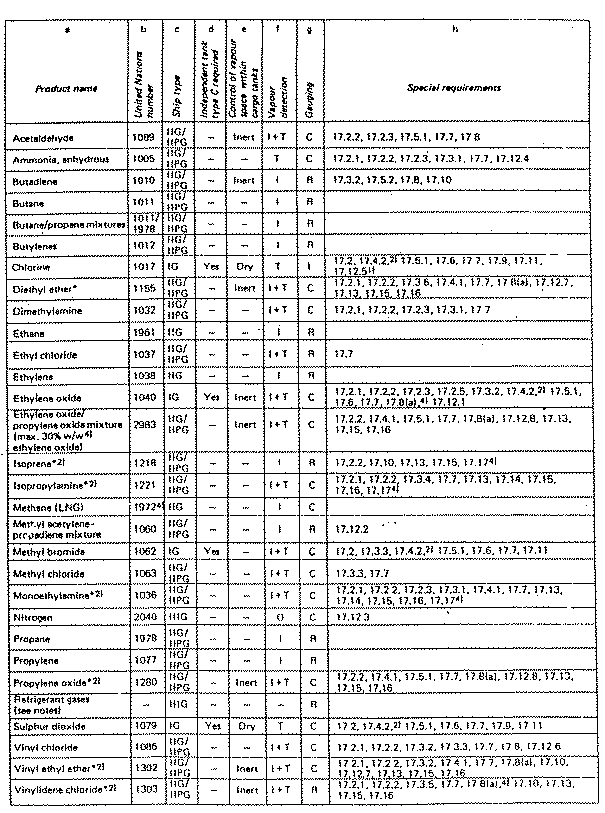 a b c d e f g h
Product name United Nations number Ship type Independent tank type C required Control of vapour space within cargo tanks Vapour detection Gauging Special requirements
Acetaldehyde 1089 IIG/IIPG – Inert I+T C 17.2.2, 17.2.3, 17.5.1, 17.7, 17.8
Ammonia, anhydrous 1005 IIG/IIPG – – T C 17.2.1, 17.2.2, 17.2.3, 17.3.1, 17.7, 17.12.4
Butadiene 1010 IIG/IIPG – Inert I R 17.3.2, 17.5.2, 17.8, 17.10
Butane 1011 IIG/IIPG – – I R
Butane/propane mixtures 1011/1978 IIG/IIPG – – I R
Butylenes 1012 IIG/IIPG – – I R
Chlorine 1017 IG Yes Dry T I 17.2, 17.4.2,2) 17.5.1, 17.6, 17.7, 17.9, 17.11,
17.12.5
Diethyl ether* 1155 IIG/IIPG – Inert I+T C 17.2.1, 17.2.2, 17.3.6, 17.4.1, 17.7, 17.8(a), 17.12.7,
17.13, 17.15, 17.16
Dimethylamine 1032 IIG/IIPG – – I+T C 17.2.1, 17.2.2, 17.2.3, 17.3.1, 17.7
Ethane 1961 IIG – – I R
Ethyl chloride 1037 IIG/IIPG – – I+T R 17.7
Ethylene 1038 IIG – – I R
Ethylene oxide 1040 IG Yes Inert I+T C 17.2.1, 17.2.2, 17.2.3, 17.2.5, 17.3.2, 17.4.2,2) 17.5.1,
17.6, 17.7, 17.8(a),4) 17.12.1
Ethylene oxide/
propylene oxide mixture
(max. 30% w/w4)
ethylene oxide) 2983 IIG/IIPG – Inert I+T C 17.2.2, 17.4.1, 17.5.1, 17.7, 17.8(a), 17.12.8, 17.13,
17.15, 17.16
Isoprene*2) 1218 IIG/IIPG – – I R 17.2.2, 17.10, 17.13, 17.15, 17.174)
Isopropylamine*2) 1221 IIG/IIPG – – I+T C 17.2.1, 17.2.2, 17.3.4, 17.7, 17.13, 17.14, 17.15,
17.16, 17.174)
Methane (LNG) 19724) IIG – – I C
Methyl acetylene-
propadiene mixture 1060 IIG/IIPG – – I R 17.12.2
Methyl bromide 1062 IG Yes – I+T C 17.2, 17.3.3, 17.4.2,2) 17.5.1, 17.6, 17.7, 17.11
Methyl chloride 1063 IIG/IIPG – – I+T C 17.3.3, 17.7
Monoethylamine*2) 1036 IIG/IIPG – – I+T C 17.2.1, 17.2.2, 17.2.3, 17.3.1, 17.4.1, 17.7, 17.13,
17.14, 17.15, 17.16, 17.174)
Nitrogen 2040 IIIG – – O C 17.12.3
Propane 1978 IIG/IIPG – – I R
Propylene 1077 IIG/IIPG – – I R
Propylene oxide*2) 1280 IIG/IIPG – Inert I+T C 17.2.2, 17.4.1, 17.5.1, 17.7, 17.8(a), 17.12.8, 17.13,
17.15, 17.16
Refrigerant gases
(see notes) – IIIG – – – R
Sulphur dioxide 1079 IG Yes Dry T C 17.2, 17.4.2,2) 17.5.1, 17.6, 17.7, 17.9, 17.11
Vinyl chloride 1086 IIG/IIPG – – I+T C 17.2.1, 17.2.2, 17.3.2, 17.3.3, 17.7, 17.8, 17.12.6
Vinyl ethyl ether*2) 1302 IIG/IIPG – Inert I+T C 17.2.1, 17.2.2, 17.3.2, 17.4.1, 17.7, 17.8(a), 17.10,
17.12.7, 17.13, 17.15, 17.16
Vinylidene chloride*2) 1303 IIG/IIPG – Inert I+T R 17.2.1, 17.2.2, 17.3.5, 17.7, 17.8(a),4) 17.10, 17.13,
17.15, 17.16